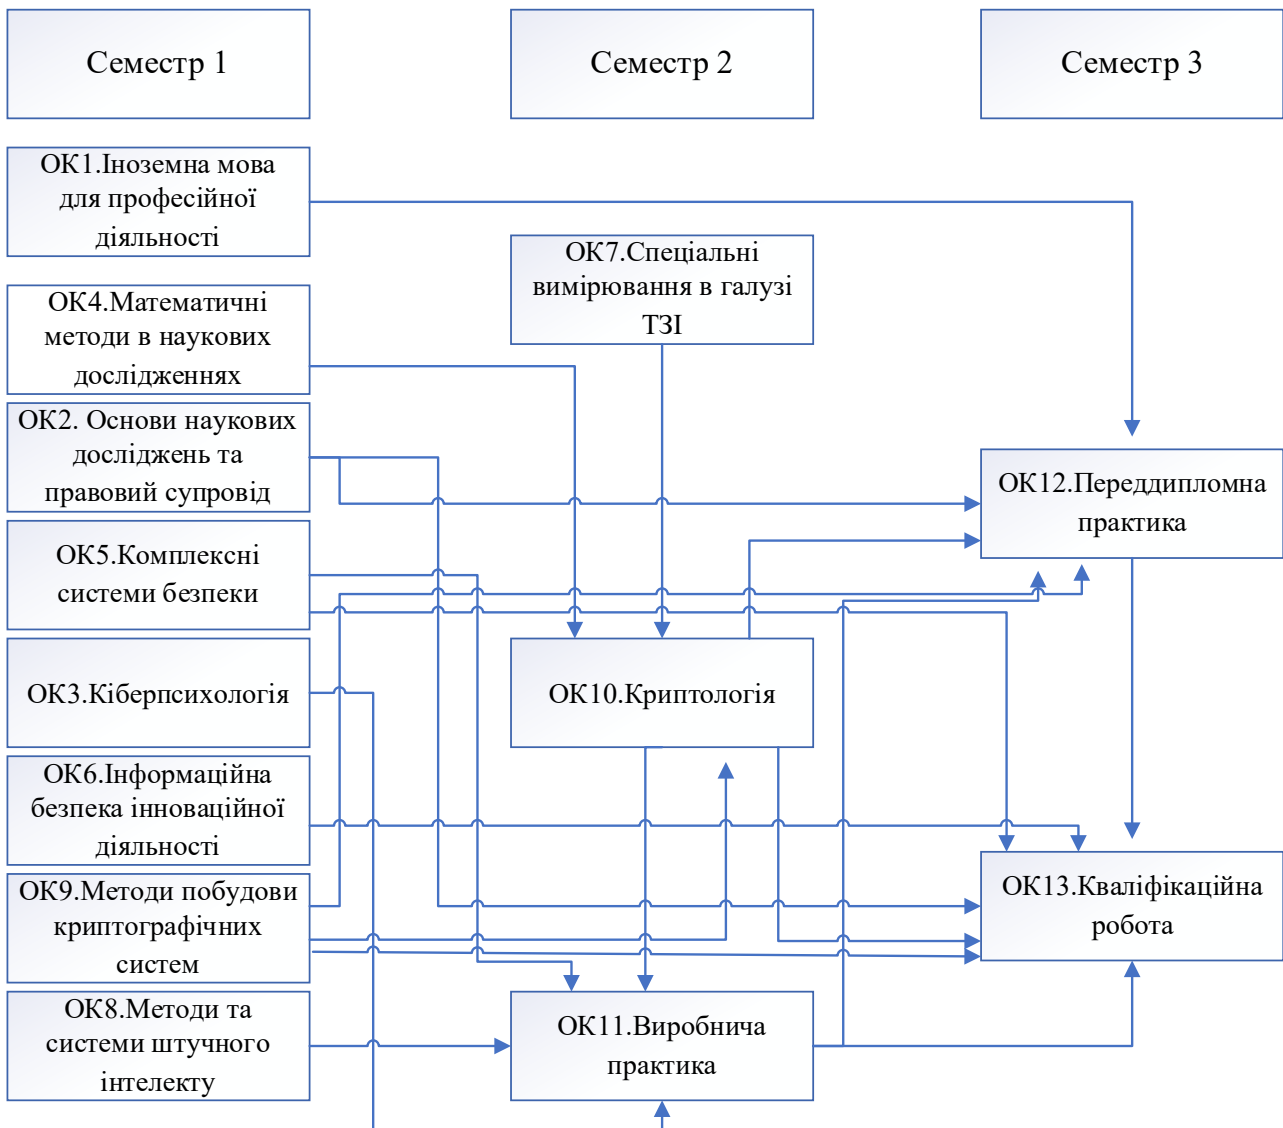 Семестр 1
Семестр 2
Семестр 3
ОК1.Іноземна мова
для професійної
діяльності
ОК7.Спеціальні
вимірювання в галузі
ТЗІ
ОК4.Математичні
методи в наукових
дослідженнях
ОК2. Основи наукових
досліджень та
правовий супровід
ОК12.Переддипломна
практика
ОК5.Комплексні
системи безпеки
ОК3.Кіберпсихологія
ОК10.Криптологія
ОК6.Інформаційна
безпека інноваційної
діяльності
ОК9.Методи побудови
криптографічних
систем
ОК13.Кваліфікаційна
робота
ОК8.Методи та
системи штучного
інтелекту
ОК11.Виробнича
практика